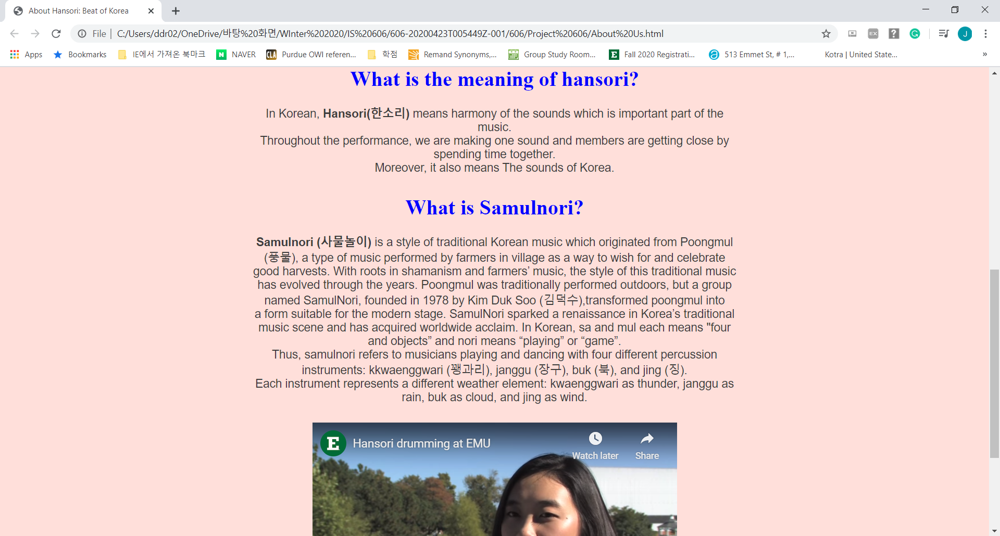 About Hansori: Beat of Korea
File | C:/Users/ddr02/OneDrive/바탕%20화면/WInter%202020/IS%20606/606-20200423T005449Z-001/606/Project%20606/About%20Us.html
EX
?
G
J
Apps
Bookmarks
IE에서 가져온 북마크
N NAVER
CLA Purdue OWl referen...
학점
Remand Synonyms,...
Group Study Room...
E Fall 2020 Registrati...
513 Emmet St, # 1,...
Kotra | United State...
»
What is the meaning of hansori?
In Korean, Hansori(한소리) means harmony of the sounds which is important part of the
music.
Throughout the performance, we are making one sound and members are getting close by
spending time together.
Moreover, it also means The sounds of Korea.
What is Samulnori?
Samulnori (사물놀이) is a style of traditional Korean music which originated from Poongmul
(풍물), a type of music performed by farmers in village as a way to wish for and celebrate
good harvests. With roots in shamanism and farmers’ music, the style of this traditional music
has evolved through the years. Poongmul was traditionally performed outdoors, but a group
named SamulNori, founded in 1978 by Kim Duk Soo (김덕수),transformed poongmul into
a form suitable for the modern stage. SamulNori sparked a renaissance in Korea’s traditional
music scene and has acquired worldwide acclaim. In Korean, sa and mul each means "four
and objects” and nori means “playing” or “game”.
Thus, samulnori refers to musicians playing and dancing with four different percussion
instruments: kkwaenggwari (꽹과리), janggu (장구), buk (북), and jing (징).
Each instrument represents a different weather element: kwaenggwari as thunder, janggu as
rain, buk as cloud, and jing as wind.
E Hansori drumming at EMU
Watch later
Share